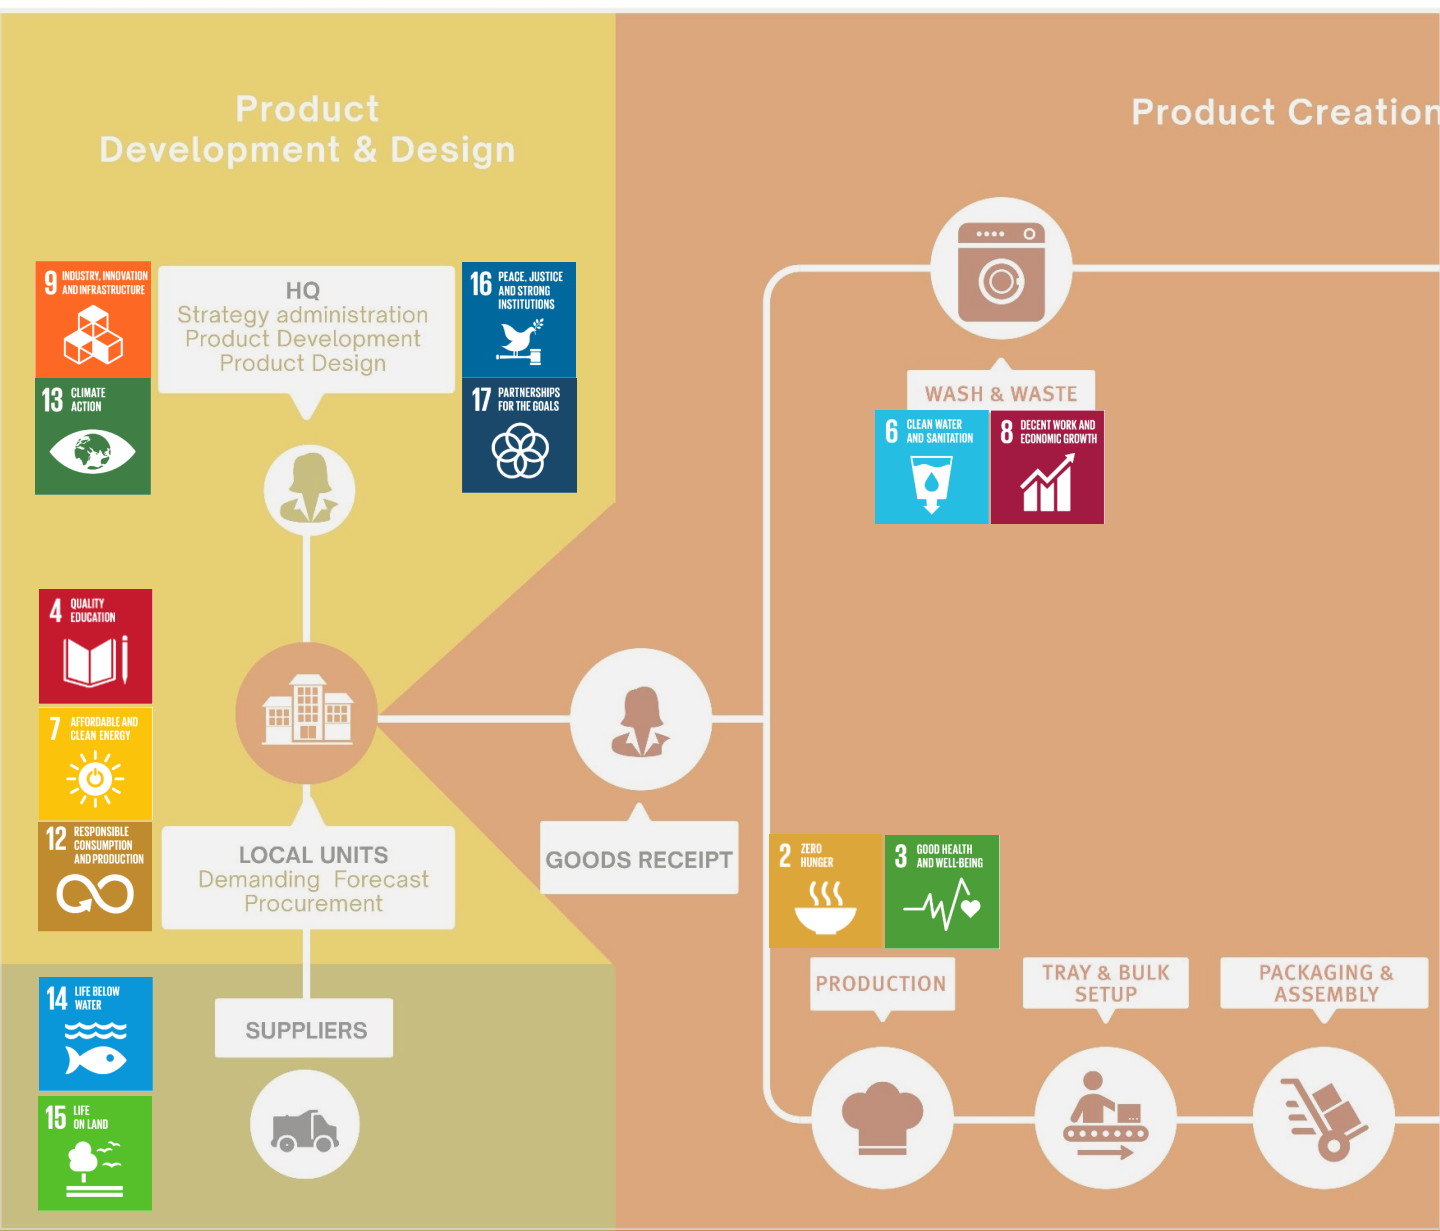 Product
Development & Design
Product Creation
9 INDUSTRY, INNOVATION
AND INFRASTRUCTURE
HQ
Strategy administration
Product Development
Product Design
16 PEACE, JUSTICE
AND STRONG
INSTITUTIONS
13 CLIMATE
ACTION
17 PARTNERSHIPS
FOR THE GOALS
WASH & WASTE
6 CLEAN WATER
AND SANITATION
8 DECENT WORK AND
ECONOMIC GROWTH
4 QUALITY
EDUCATION
7 AFFORDABLE AND
CLEAN ENERGY
12 RESPONSIBLE
CONSUMPTION
AND PRODUCTION
LOCAL UNITS
Demanding Forecast
Procurement
GOODS RECEIPT
2 ZERO
HUNGER
3 GOOD HEALTH
AND WELL-BEING
PRODUCTION
TRAY & BULK
SETUP
PACKAGING &
ASSEMBLY
14 LIFE BELOW
WATER
SUPPLIERS
15 LIFE
ON LAND